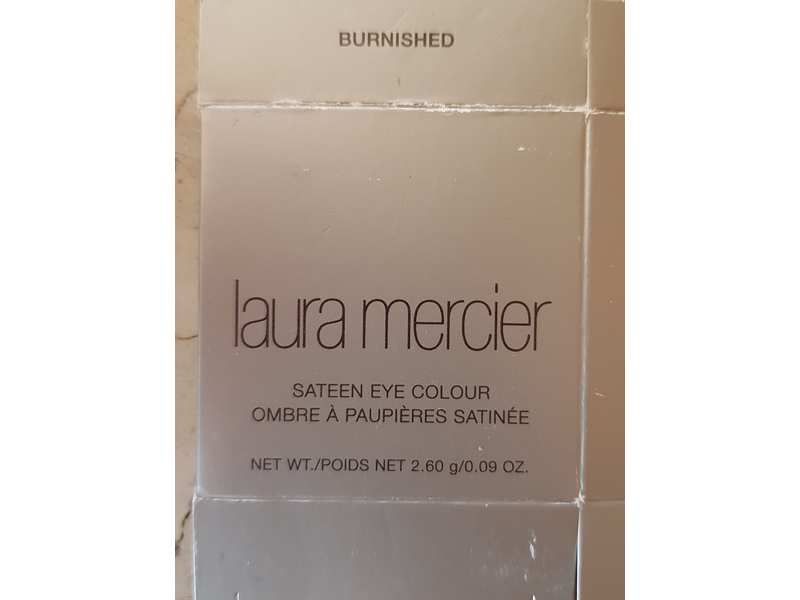 BURNISHED
laura mercier
SATEEN EYE COLOUR
OMBRE À PAUPIÈRES SATINÉE
NET WT./POIDS NET 2.60 g/0.09 OZ.